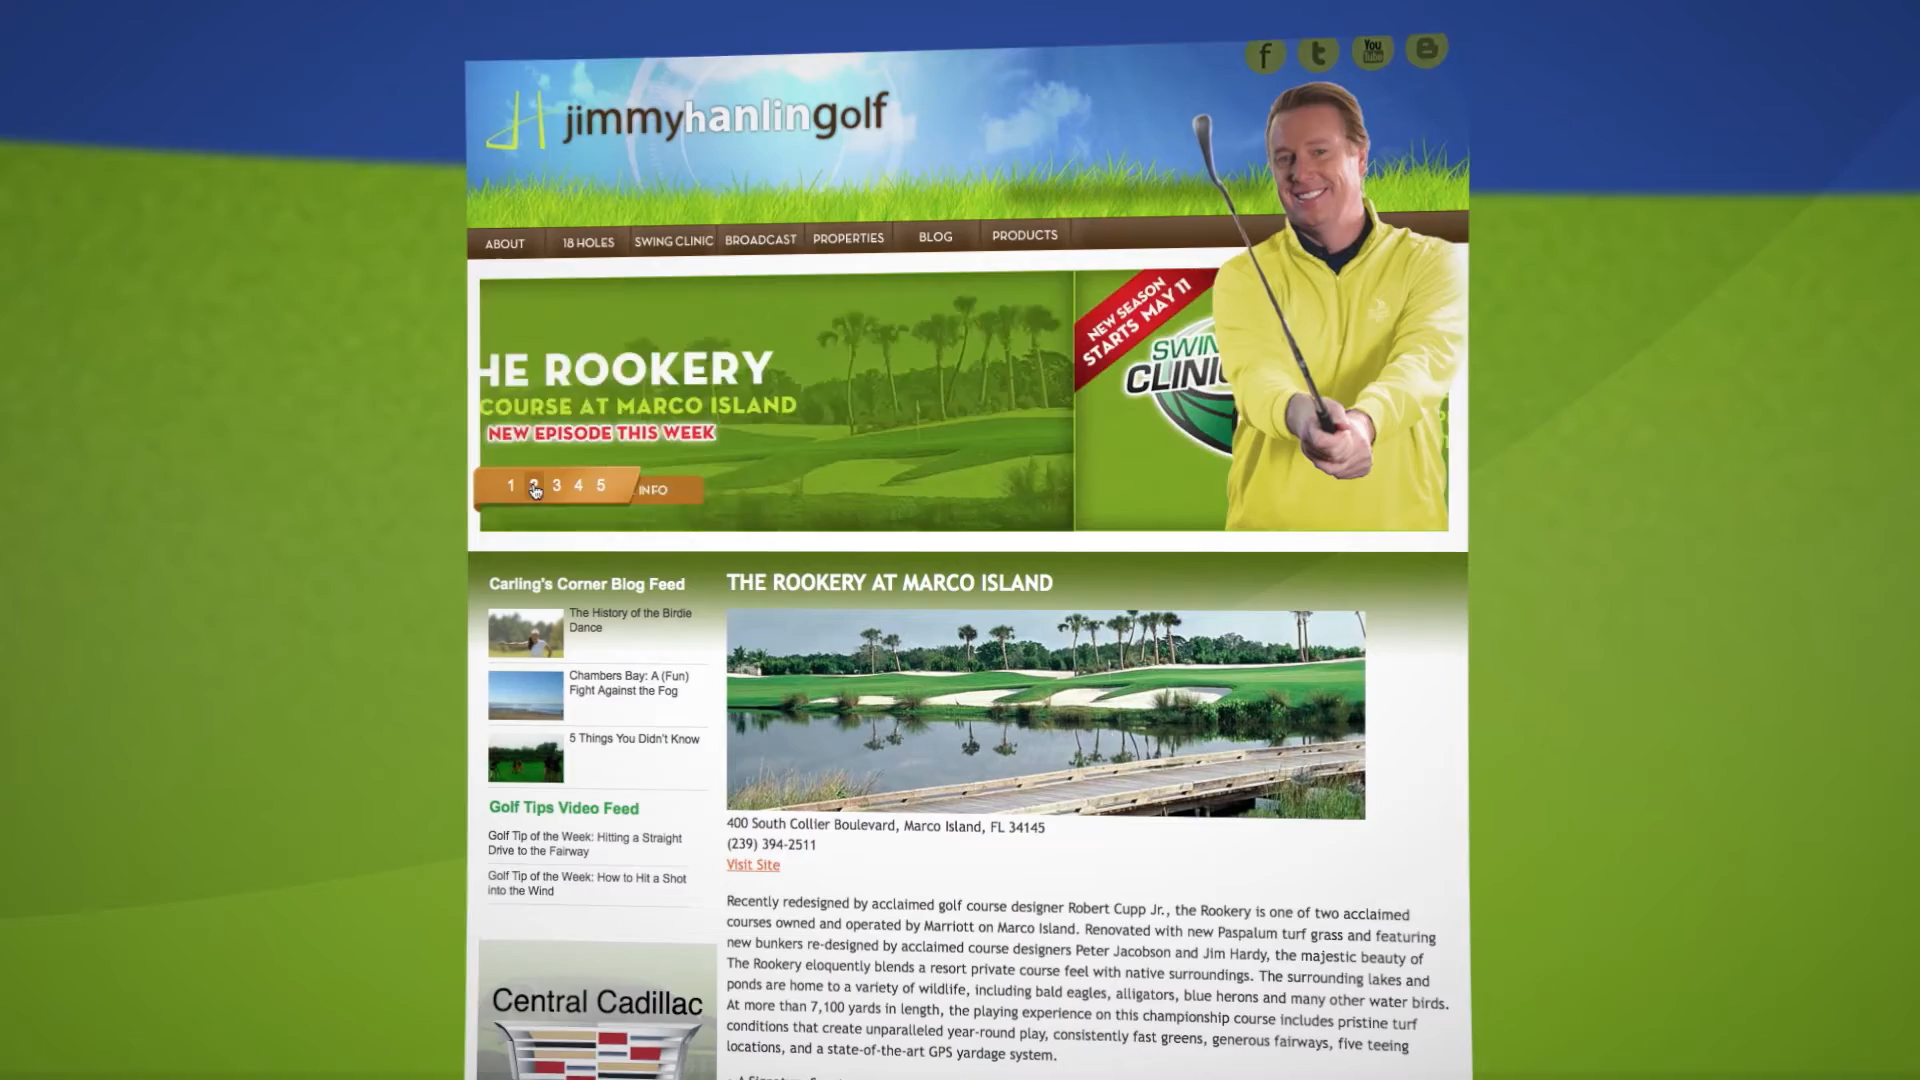 f t You Tube B
jimmyhanlingolf
ABOUT 18 HOLES SWING CLINIC BROADCAST PROPERTIES BLOG PRODUCTS
NEW SEASON
STARTS MAY 11
HE ROOKERY
COURSE AT MARCO ISLAND
NEW EPISODE THIS WEEK
SWIN
CLINIC
1 3 4 5 INFO
Carling's Corner Blog Feed
The History of the Birdie
Dance
Chambers Bay: A (Fun)
Fight Against the Fog
5 Things You Didn't Know
Golf Tips Video Feed
Golf Tip of the Week: Hitting a Straight
Drive to the Fairway
Golf Tip of the Week: How to Hit a Shot
into the Wind
Central Cadillac
THE ROOKERY AT MARCO ISLAND
400 South Collier Boulevard, Marco Island, FL 34145
(239) 394-2511
Visit Site
Recently redesigned by acclaimed golf course designer Robert Cupp Jr., the Rookery is one of two acclaimed
courses owned and operated by Marriott on Marco Island. Renovated with new Paspalum turf grass and featuring
new bunkers re-designed by acclaimed course designers Peter Jacobson and Jim Hardy, the majestic beauty of
The Rookery eloquently blends a resort private course feel with native surroundings. The surrounding lakes and
ponds are home to a variety of wildlife, including bald eagles, alligators, blue herons and many other water birds.
At more than 7,100 yards in length, the playing experience on this championship course includes pristine turf
conditions that create unparalleled year-round play, consistently fast greens, generous fairways, five teeing
locations, and a state-of-the-art GPS yardage system.